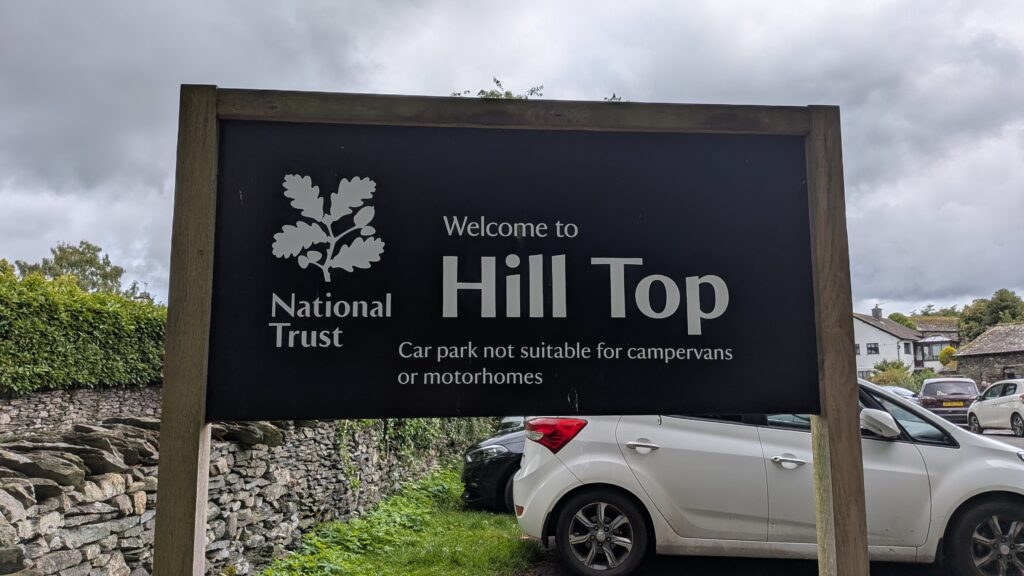 National
Trust
Welcome to
Hill Top
Car park not suitable for campervans
or motorhomes